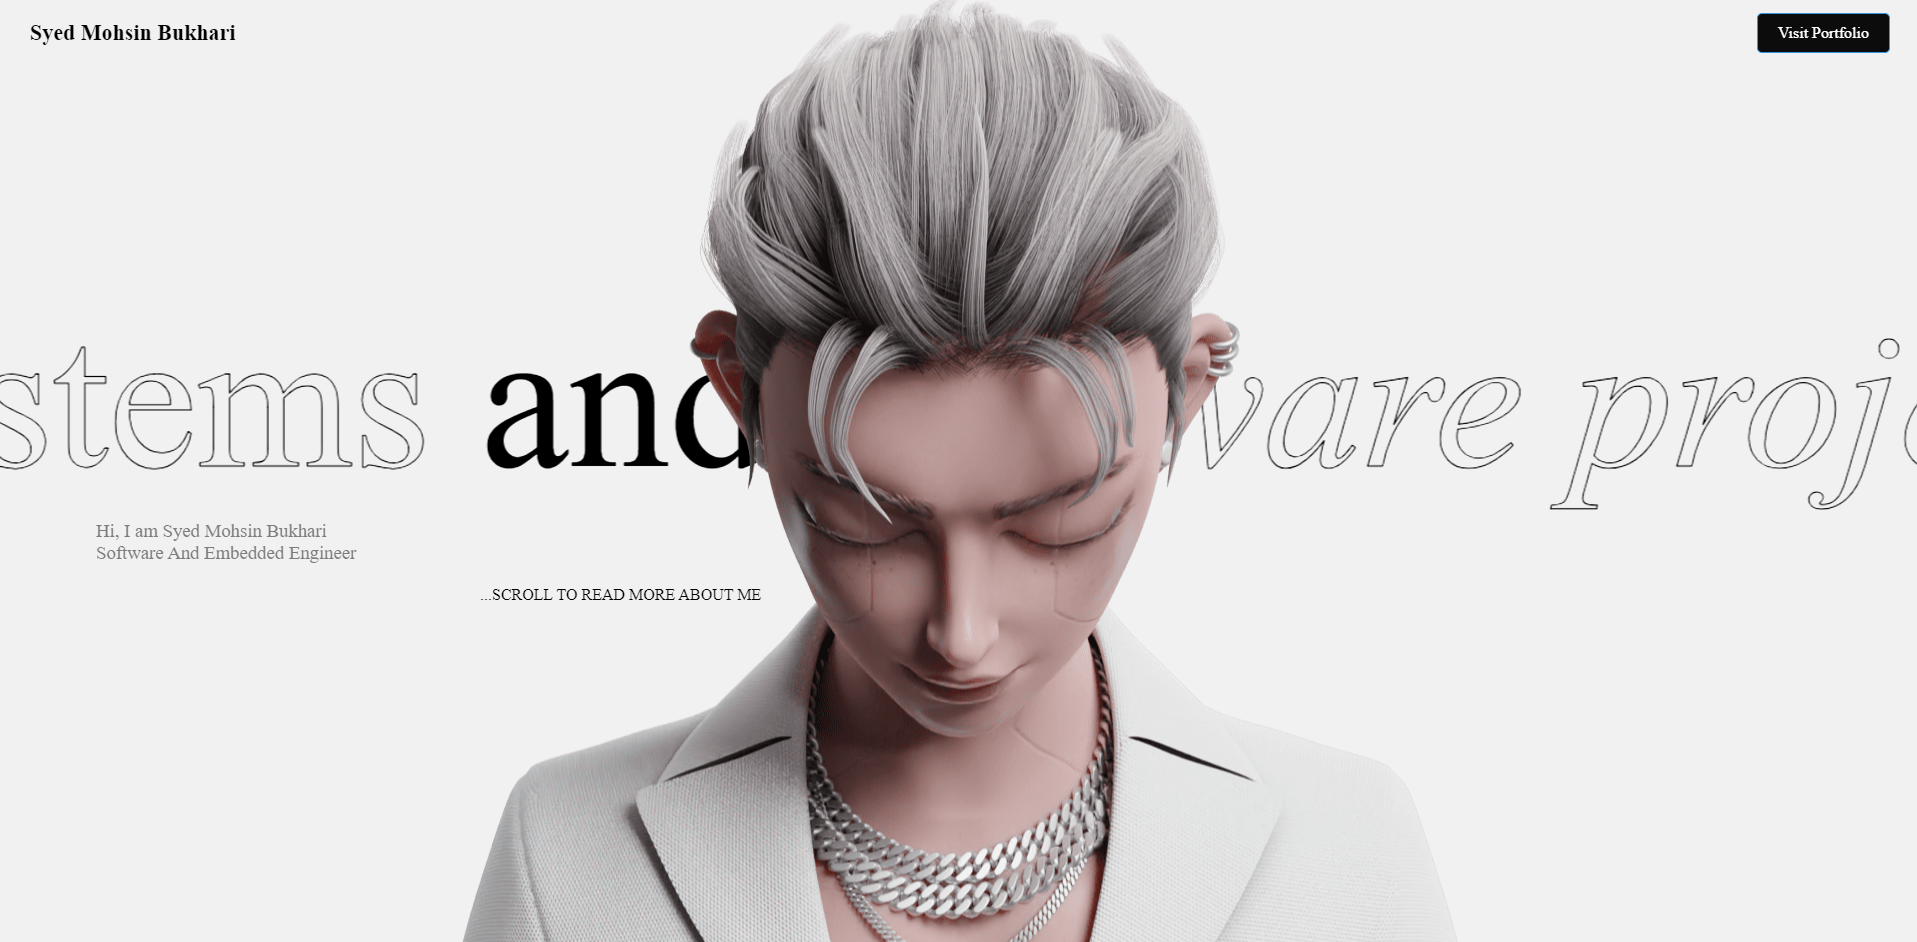 Syed Mohsin Bukhari
Visit Portfolio
stems and ware proj
Hi, I am Syed Mohsin Bukhari
Software And Embedded Engineer
...SCROLL TO READ MORE ABOUT ME